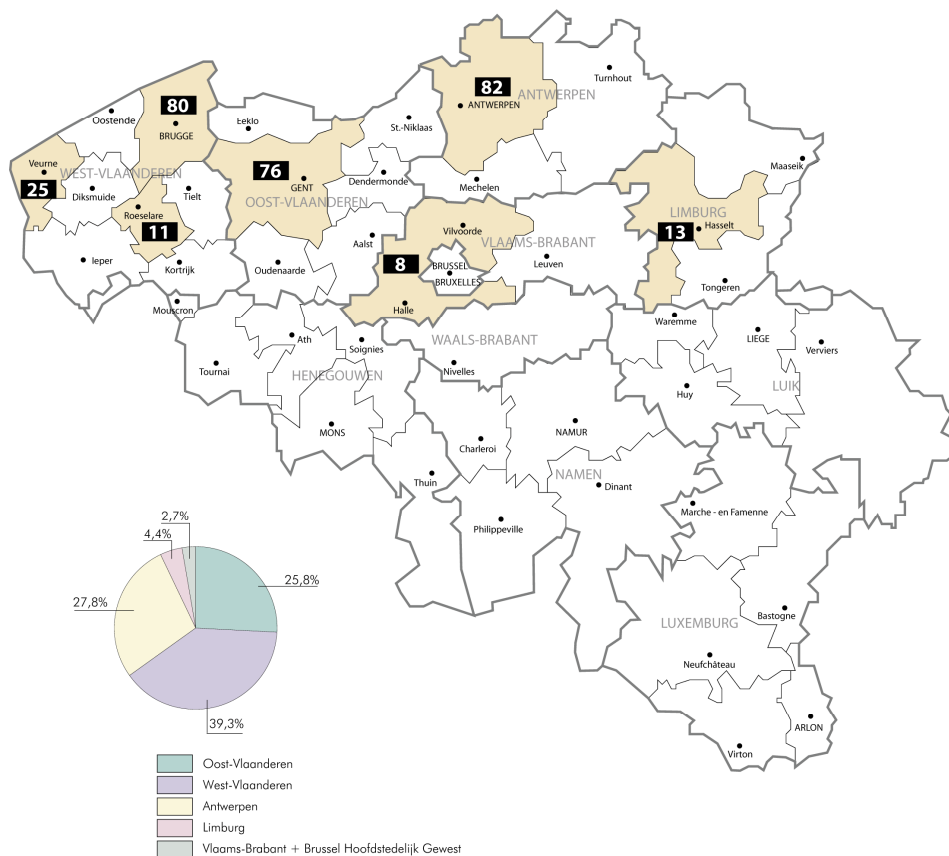 82
Turnhout
ANTWERPEN
ANTWERPEN
80
Oostende
BRUGGE
Eeklo
St.-Niklaas
Veurne
WEST-VLAANDEREN
25
Diksmuide
Tielt
76
GENT
OOST-VLAANDEREN
Dendermonde
Mechelen
Maaseik
Roeselare
11
LIMBURG
Hasselt
13
Vilvoorde
VLAAMS-BRABANT
Aalst
Ieper
Kortrijk
Oudenaarde
8
BRUSSEL
BRUXELLES
Leuven
Tongeren
Halle
Mouscron
Waremme
LIEGE
Verviers
Ath
Soignies
WAALS-BRABANT
Tournai
HENEGOUWEN
Nivelles
Huy
LUIK
MONS
Charleroi
NAMUR
Thuin
NAMEN
Dinant
Marche - en Famenne
Philippeville
2,7%
4,4%
25,8%
27,8%
39,3%
Bastogne
LUXEMBURG
Neufchâteau
ARLON
Virton
Oost-Vlaanderen
West-Vlaanderen
Antwerpen
Limburg
Vlaams-Brabant + Brussel Hoofdstedelijk Gewest